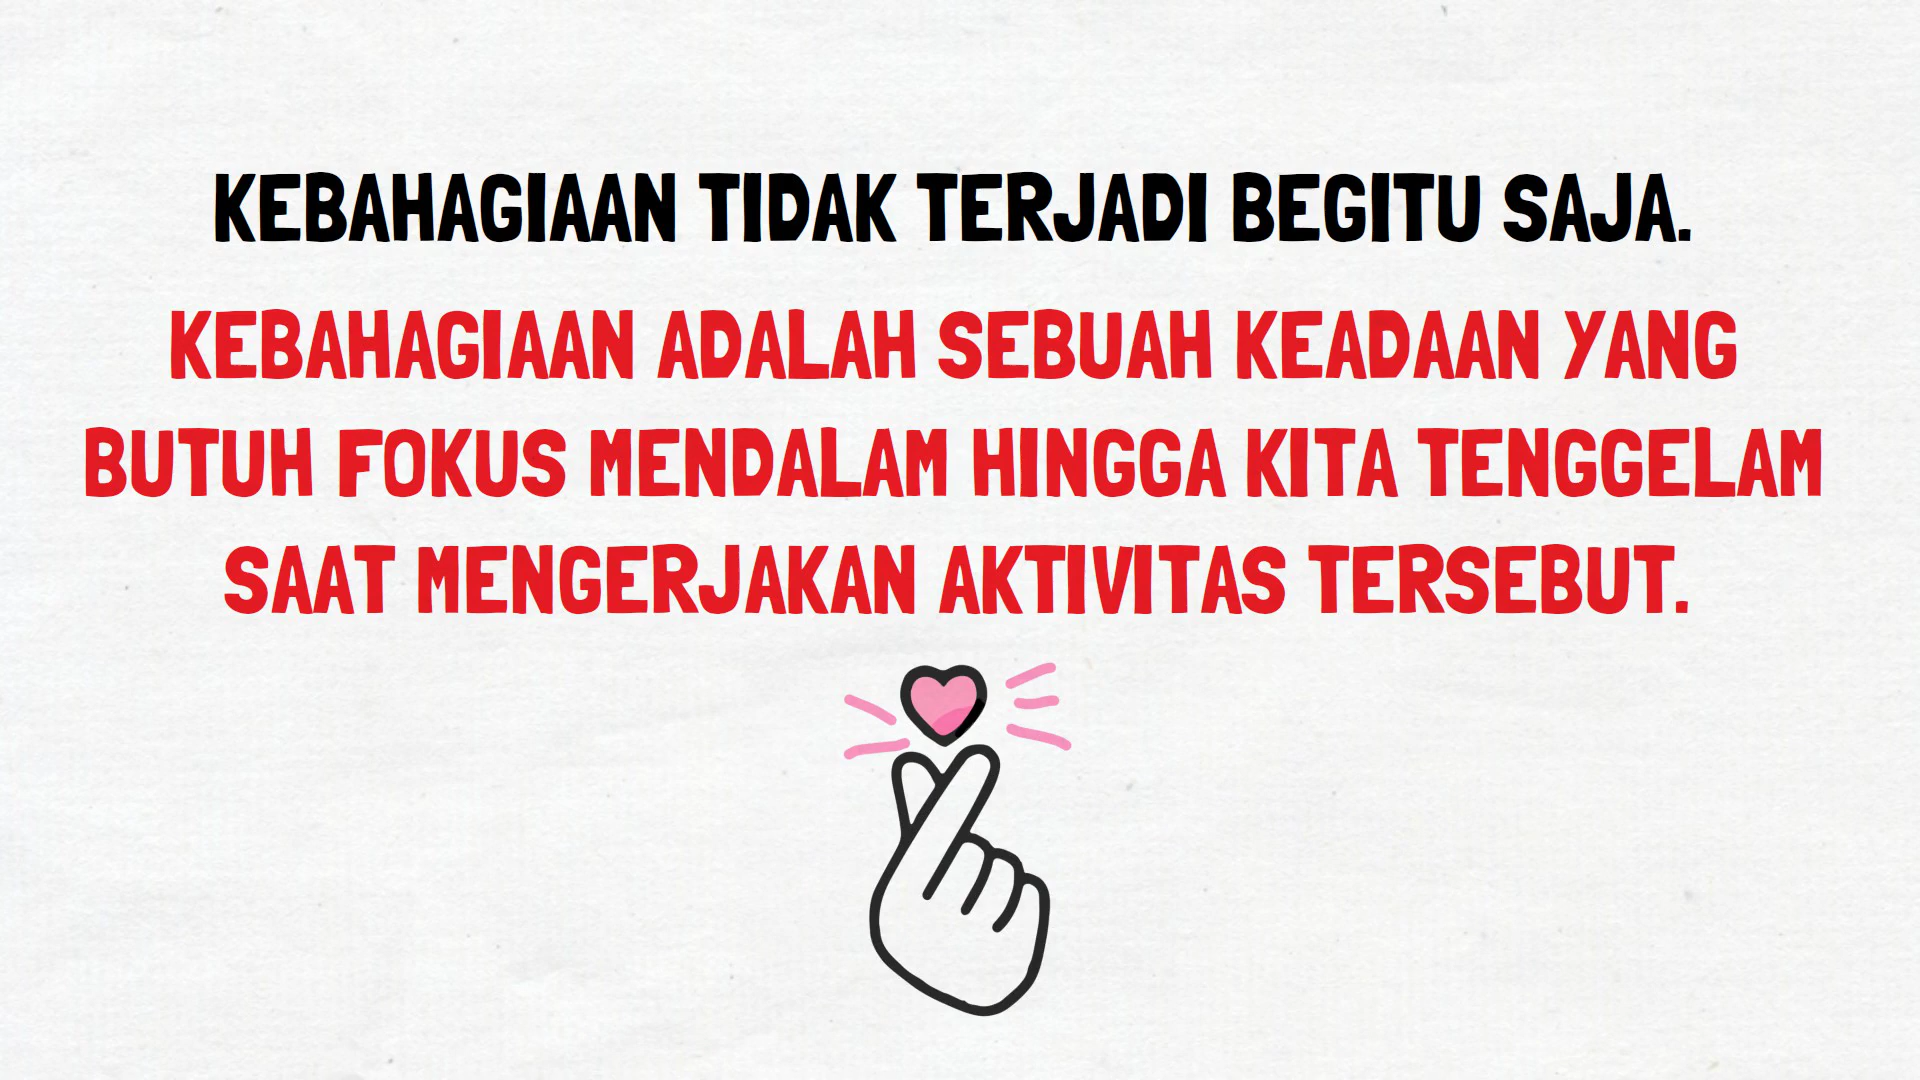 KEBAHAGIAAN TIDAK TERJADI BEGITU SAJA.
KEBAHAGIAAN ADALAH SEBUAH KEADAAN YANG
BUTUH FOKUS MENDALAM HINGGA KITA TENGGELAM
SAAT MENGERJAKAN AKTIVITAS TERSEBUT.